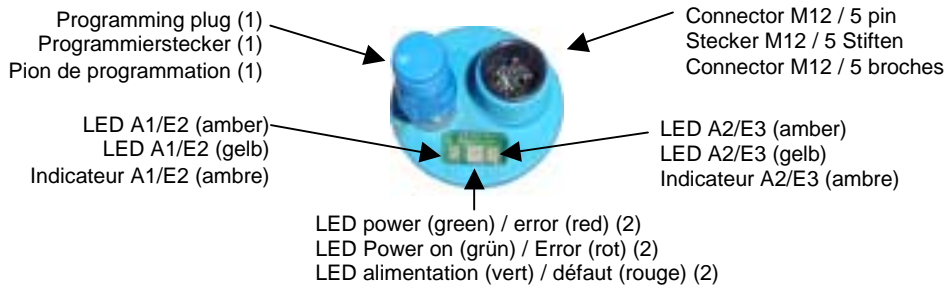 Programming plug (1)
Programmierstecker (1)
Pion de programmation (1)
Connector M12 / 5 pin
Stecker M12 / 5 Stiften
Connector M12 / 5 broches
LED A1/E2 (amber)
LED A1/E2 (gelb)
Indicateur A1/E2 (ambre)
LED A2/E3 (amber)
LED A2/E3 (gelb)
Indicateur A2/E3 (ambre)
LED power (green) / error (red) (2)
LED Power on (grün) / Error (rot) (2)
LED alimentation (vert) / défaut (rouge) (2)